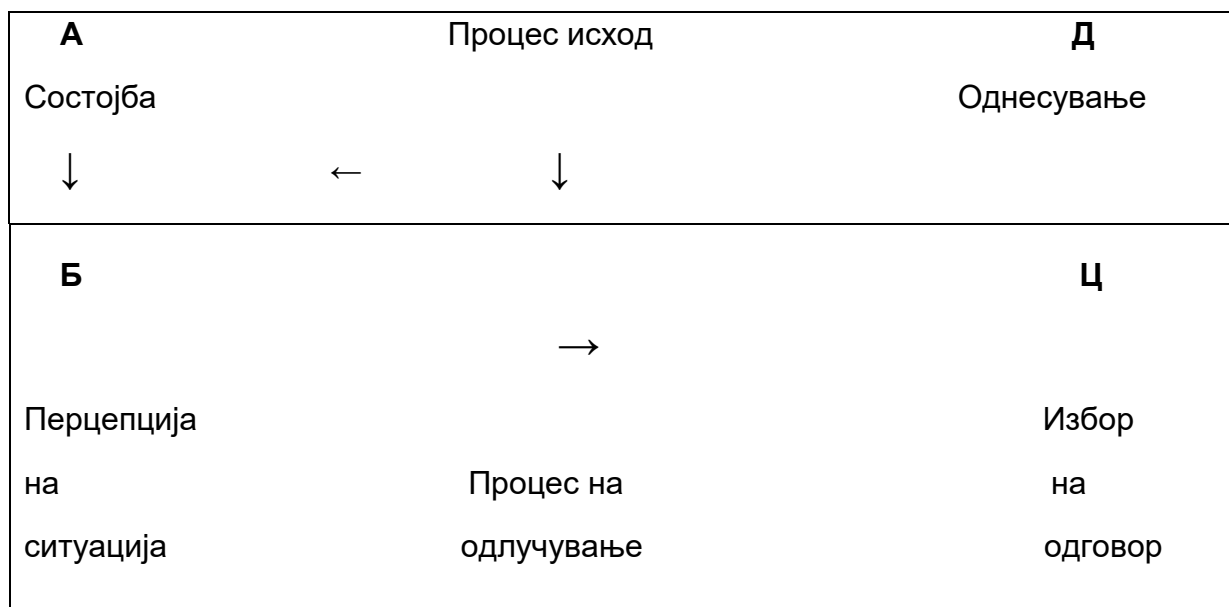 А Процес исход Д
Состојба Однесување
↓ ← ↓
Б Ц
→
Перцепција Избор
на Процес на на
ситуација одлучување одговор